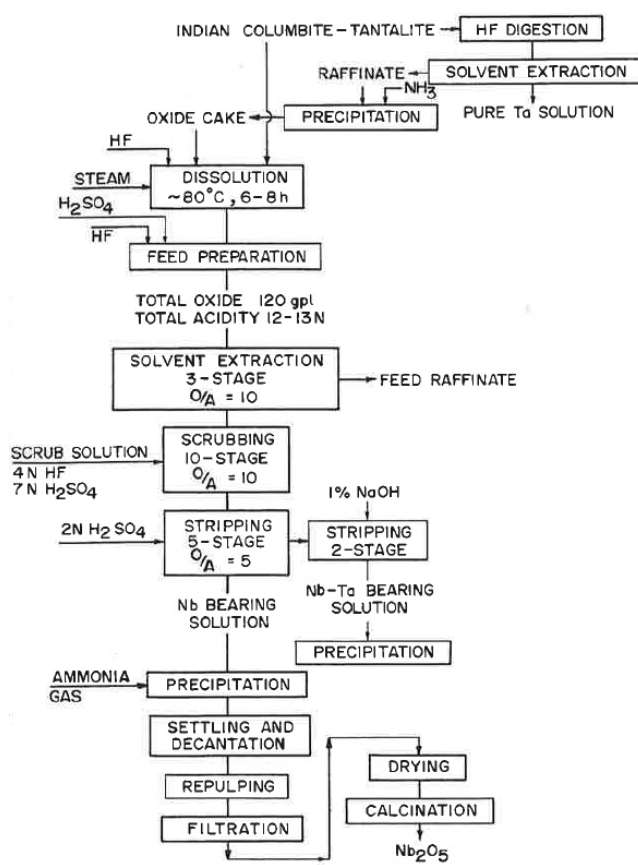 INDIAN COLUMBITE-TANTALITE
HF DIGESTION
RAFFINATE
SOLVENT EXTRACTION
NH3
OXIDE CAKE
PRECIPITATION
PURE Ta SOLUTION
HF
STEAM
DISSOLUTION
~80°C, 6-8h
H2SO4
HF
FEED PREPARATION
TOTAL OXIDE 120 gpl
TOTAL ACIDITY 12-13N
SOLVENT EXTRACTION
3-STAGE
O/A = 10
FEED RAFFINATE
SCRUB SOLUTION
4N HF
7N H2SO4
SCRUBBING
10-STAGE
O/A = 10
1% NaOH
2N H2SO4
STRIPPING
5-STAGE
O/A = 5
STRIPPING
2-STAGE
Nb BEARING
SOLUTION
Nb-Ta BEARING
SOLUTION
PRECIPITATION
AMMONIA
GAS
PRECIPITATION
SETTLING AND
DECANTATION
REPULPING
FILTRATION
DRYING
CALCINATION
Nb2O5